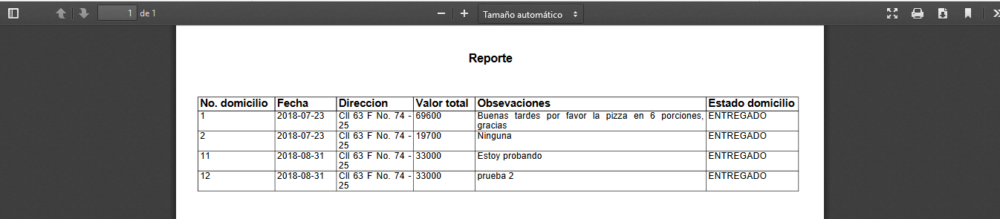 1 de 1 Tamaño automático
Reporte
No. domicilio Fecha Direccion Valor total Obsevaciones Estado domicilio
1 2018-07-23 Cll 63 F No. 74 - 69600 Buenas tardes por favor la pizza en 6 porciones, ENTREGADO
25 gracias
2 2018-07-23 Cll 63 F No. 74 - 19700 Ninguna ENTREGADO
25
11 2018-08-31 Cll 63 F No. 74 - 33000 Estoy probando ENTREGADO
25
12 2018-08-31 Cll 63 F No. 74 - 33000 prueba 2 ENTREGADO
25